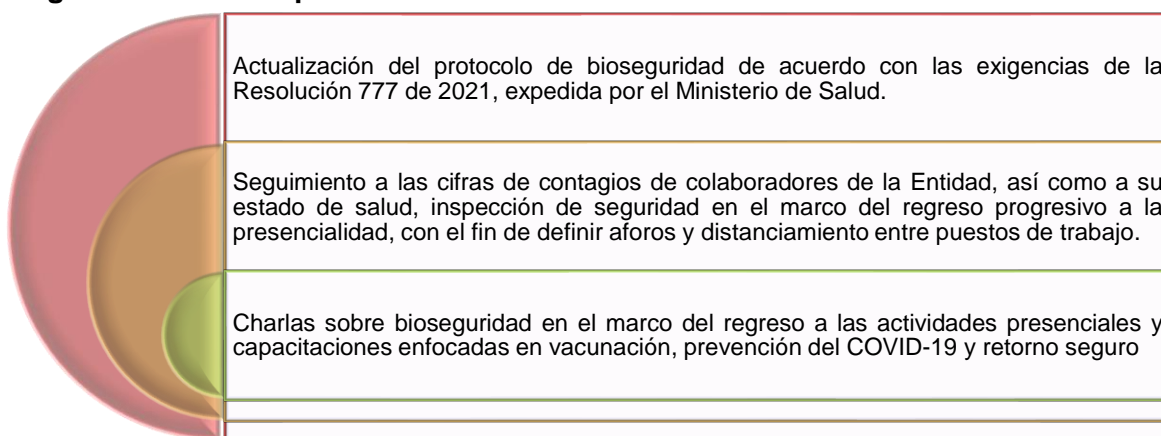 Actualización del protocolo de bioseguridad de acuerdo con las exigencias de la
Resolución 777 de 2021, expedida por el Ministerio de Salud.
Seguimiento a las cifras de contagios de colaboradores de la Entidad, así como a su
estado de salud, inspección de seguridad en el marco del regreso progresivo a la
presencialidad, con el fin de definir aforos y distanciamiento entre puestos de trabajo.
Charlas sobre bioseguridad en el marco del regreso a las actividades presenciales y
capacitaciones enfocadas en vacunación, prevención del COVID-19 y retorno seguro